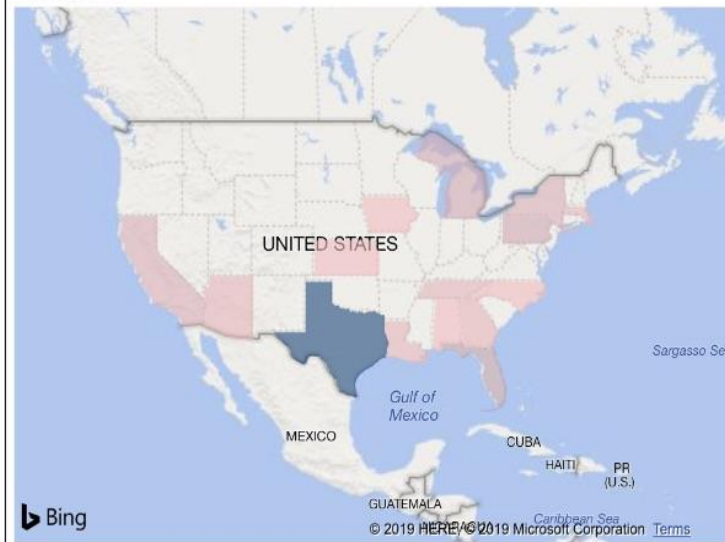 UNITED STATES
Sargasso Se
Gulf of
Mexico
MEXICO
CUBA
HAITI
PR
(U.S.)
GUATEMALA
NICARAGUA
Caribbean Sea
Bing
© 2019 HERE, © 2019 Microsoft Corporation Terms